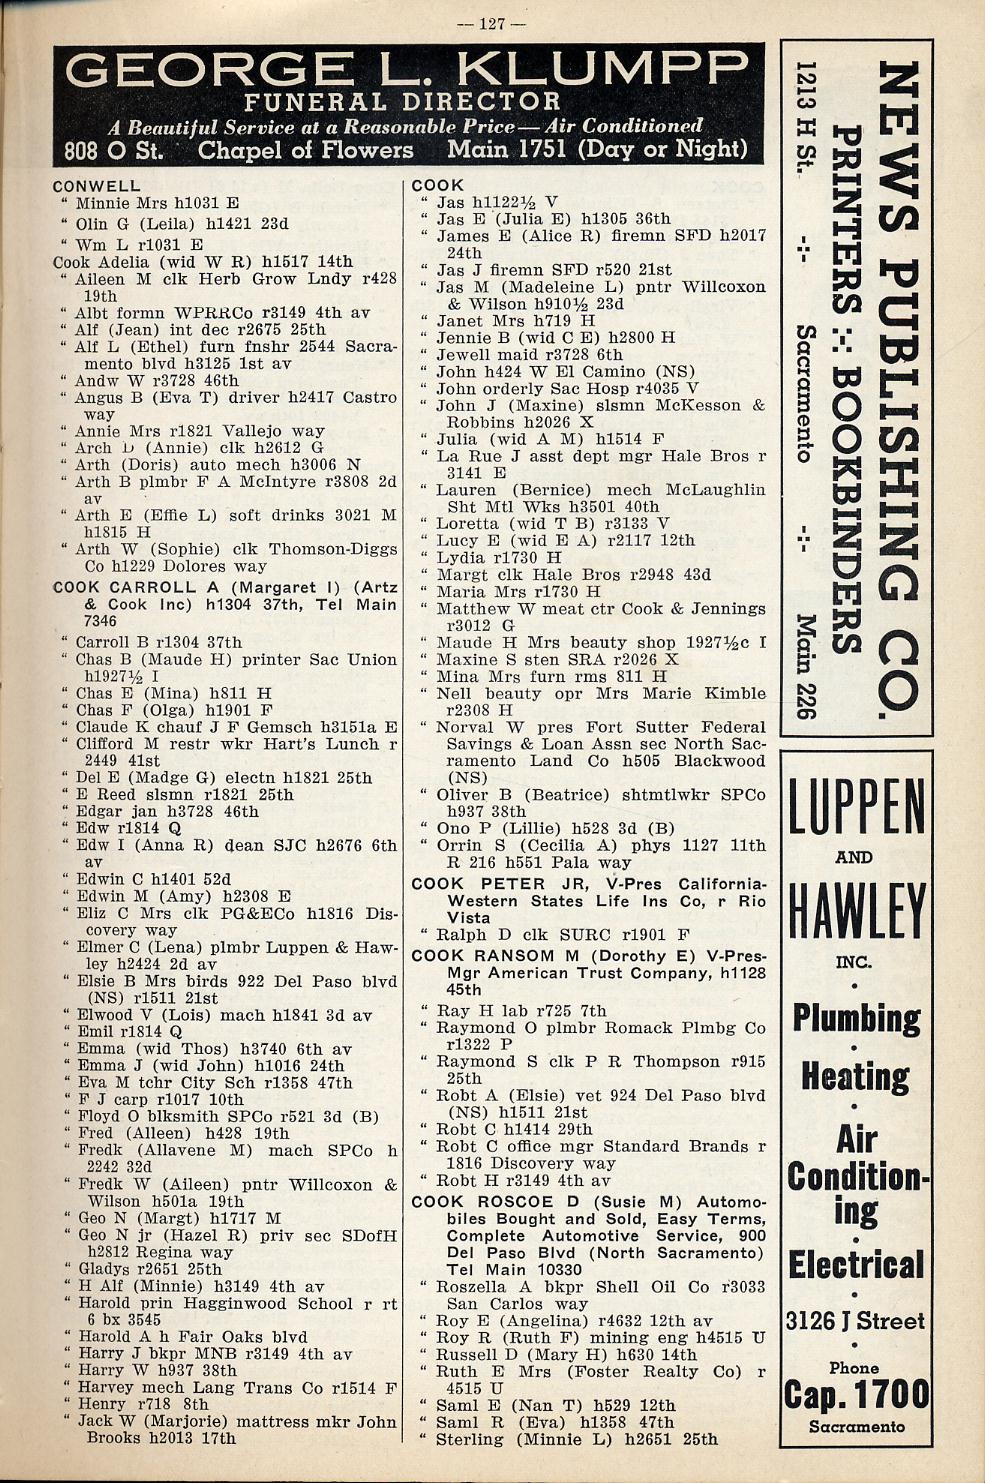 — 127 —
GEORGE L. KLUMPP
FUNERAL DIRECTOR
A Beautiful Service at a Reasonable Price—Air Conditioned
808 O St. Chapel of Flowers Main 1751 (Day or Night)
CONWELL
" Minnie Mrs h1031 E
" Olin G (Leila) h1421 23d
" Wm L r1031 E
Cook Adelia (wid W R) h1517 14th
" Aileen M clk Herb Grow Lndy r428
19th
" Albt formn WPRRCo r3149 4th av
" Alf (Jean) int dec r2675 25th
" Alf L (Ethel) furn fnshr 2544 Sacra-
mento blvd h3125 1st av
" Andw W r3728 46th
" Angus B (Eva T) driver h2417 Castro
way
" Annie Mrs r1821 Vallejo way
" Arch D (Annie) clk h2612 G
" Arth (Doris) auto mech h3006 N
" Arth B plmbr F A McIntyre r3808 2d
av
" Arth E (Effie L) soft drinks 3021 M
h1815 H
" Arth W (Sophie) clk Thomson-Diggs
Co h1229 Dolores way
COOK CARROLL A (Margaret I) (Artz
& Cook Inc) h1304 37th, Tel Main
7346
" Carroll B r1304 37th
" Chas B (Maude H) printer Sac Union
h1927½ I
" Chas E (Mina) h811 H
" Chas F (Olga) h1901 F
" Claude K chauf J F Gemsch h3151a E
" Clifford M restr wkr Hart's Lunch r
2449 41st
" Del E (Madge G) electn h1821 25th
" E Reed slsmn r1821 25th
" Edgar jan h3728 46th
" Edw r1814 Q
" Edw I (Anna R) dean SJC h2676 6th
av
" Edwin C h1401 52d
" Edwin M (Amy) h2308 E
" Eliz C Mrs clk PG&ECo h1816 Dis-
covery way
" Elmer C (Lena) plmbr Luppen & Haw-
ley h2424 2d av
" Elsie B Mrs birds 922 Del Paso blvd
(NS) r1511 21st
" Elwood V (Lois) mach h1841 3d av
" Emil r1814 Q
" Emma (wid Thos) h3740 6th av
" Emma J (wid John) h1016 24th
" Eva M tchr City Sch r1358 47th
" F J carp r1017 10th
" Floyd O blksmith SPCo r521 3d (B)
" Fred (Alleen) h428 19th
" Fredk (Allavene M) mach SPCo h
2242 32d
" Fredk W (Aileen) pntr Willcoxon &
Wilson h501a 19th
" Geo N (Margt) h1717 M
" Geo N jr (Hazel R) priv sec SDofH
h2812 Regina way
" Gladys r2651 25th
" H Alf (Minnie) h3149 4th av
" Harold prin Hagginwood School r rt
6 bx 3545
" Harold A h Fair Oaks blvd
" Harry J bkpr MNB r3149 4th av
" Harry W h937 38th
" Harvey mech Lang Trans Co r1514 F
" Henry r718 8th
" Jack W (Marjorie) mattress mkr John
Brooks h2013 17th
COOK
" Jas h1122½ V
" Jas E (Julia E) h1305 36th
" James E (Alice R) firemn SFD h2017
24th
" Jas J firemn SFD r520 21st
" Jas M (Madeleine L) pntr Willcoxon
& Wilson h910½ 23d
" Janet Mrs h719 H
" Jennie B (wid C E) h2800 H
" Jewell maid r3728 6th
" John h424 W El Camino (NS)
" John orderly Sac Hosp r4035 V
" John J (Maxine) slsmn McKesson &
Robbins h2026 X
" Julia (wid A M) h1514 F
" La Rue J asst dept mgr Hale Bros r
3141 E
" Lauren (Bernice) mech McLaughlin
Sht Mtl Wks h3501 40th
" Loretta (wid T B) r3133 V
" Lucy E (wid E A) r2117 12th
" Lydia r1730 H
" Margt clk Hale Bros r2948 43d
" Maria Mrs r1730 H
" Matthew W meat ctr Cook & Jennings
r3012 G
" Maude H Mrs beauty shop 1927½c I
" Maxine S sten SRA r2026 X
" Mina Mrs furn rms 811 H
" Nell beauty opr Mrs Marie Kimble
r2308 H
" Norval W pres Fort Sutter Federal
Savings & Loan Assn sec North Sac-
ramento Land Co h505 Blackwood
(NS)
" Oliver B (Beatrice) shtmtlwkr SPCo
h937 38th
" Ono P (Lillie) h528 3d (B)
" Orrin S (Cecilia A) phys 1127 11th
R 216 h551 Pala way
COOK PETER JR, V-Pres California-
Western States Life Ins Co, r Rio
Vista
" Ralph D clk SURC r1901 F
COOK RANSOM M (Dorothy E) V-Pres-
Mgr American Trust Company, h1128
45th
" Ray H lab r725 7th
" Raymond O plmbr Romack Plmbg Co
r1322 P
" Raymond S clk P R Thompson r915
25th
" Robt A (Elsie) vet 924 Del Paso blvd
(NS) h1511 21st
" Robt C h1414 29th
" Robt C office mgr Standard Brands r
1816 Discovery way
" Robt H r3149 4th av
COOK ROSCOE D (Susie M) Automo-
biles Bought and Sold, Easy Terms,
Complete Automotive Service, 900
Del Paso Blvd (North Sacramento)
Tel Main 10330
" Roszella A bkpr Shell Oil Co r3033
San Carlos way
" Roy E (Angelina) r4632 12th av
" Roy R (Ruth F) mining eng h4515 U
" Russell D (Mary H) h630 14th
" Ruth E Mrs (Foster Realty Co) r
4515 U
" Saml E (Nan T) h529 12th
" Saml R (Eva) h1358 47th
" Sterling (Minnie L) h2651 25th
NEWS PUBLISHING CO.
PRINTERS -:- BOOKBINDERS
1213 H St. -:- Sacramento -:- Main 226
LUPPEN
AND
HAWLEY
INC.
•
Plumbing
•
Heating
•
Air
Condition-
ing
•
Electrical
•
3126 J Street
•
Phone
Cap. 1700
Sacramento